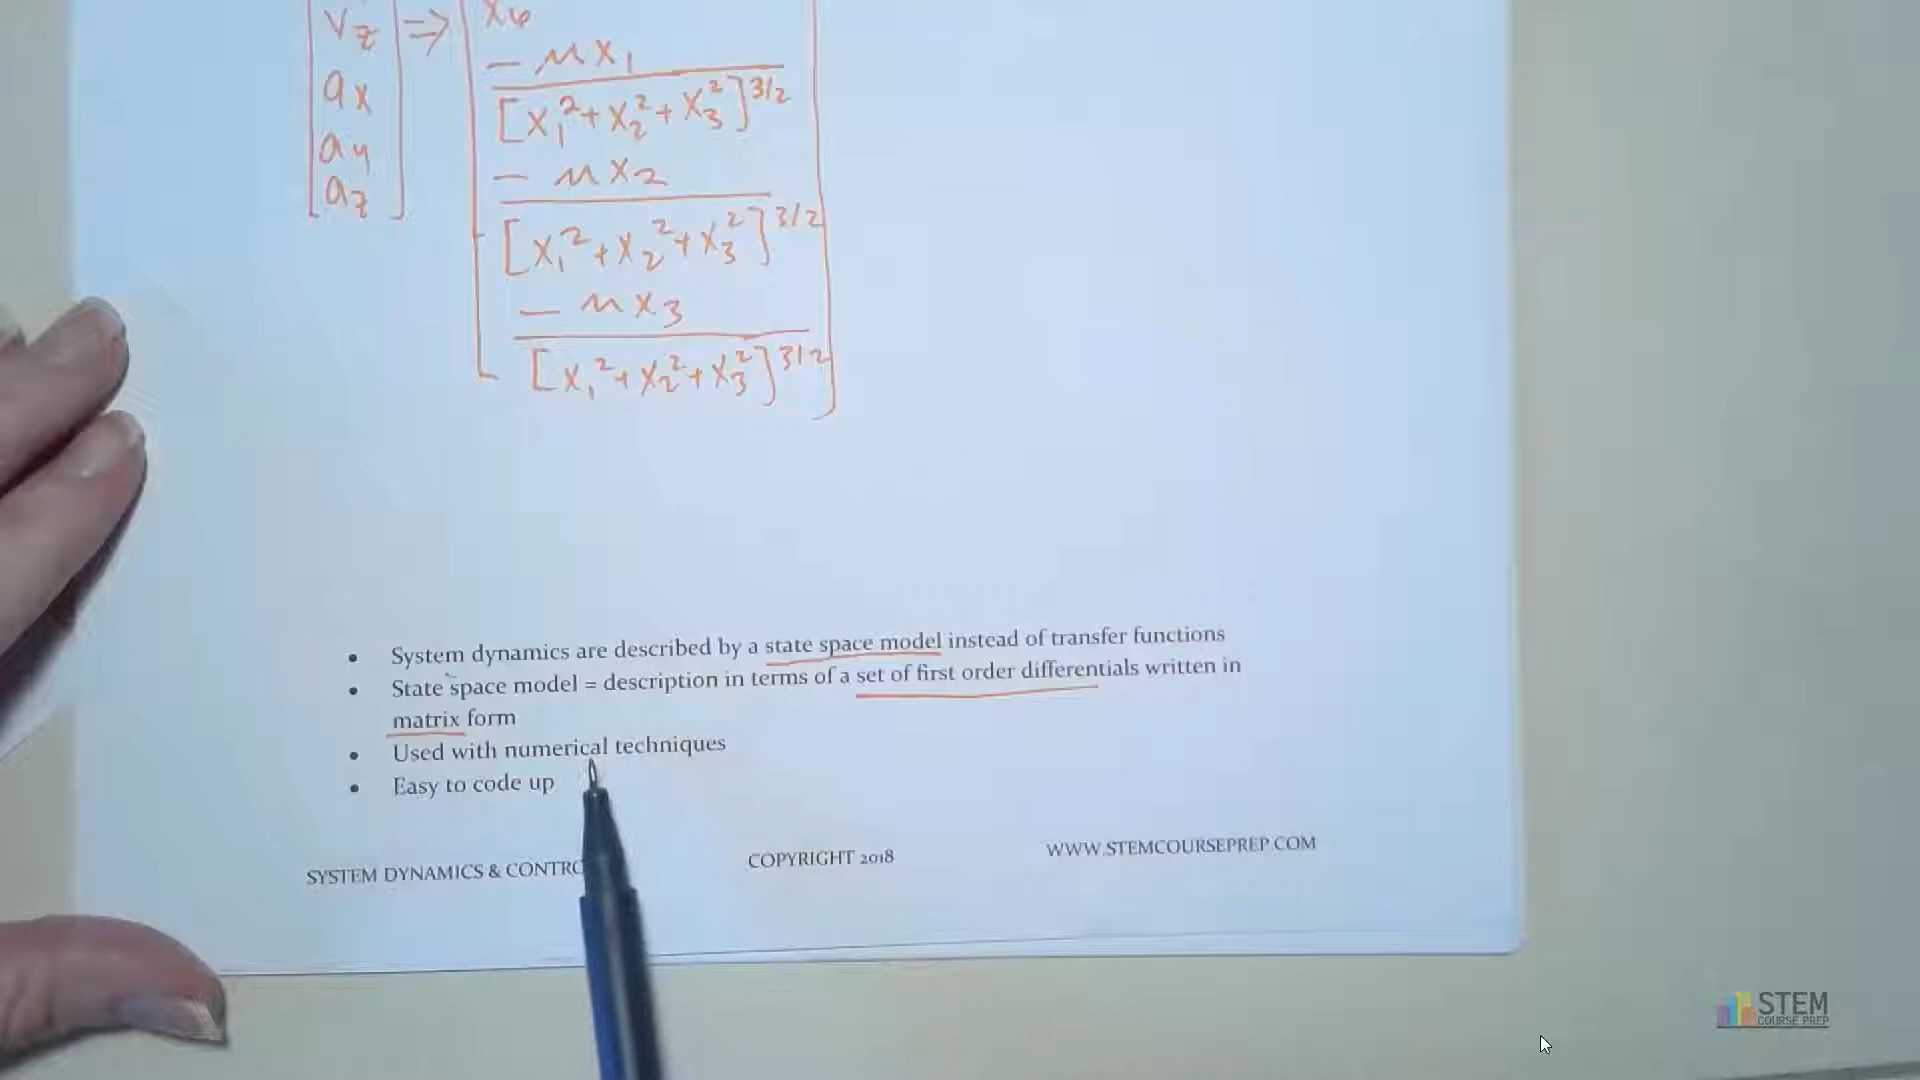 Vz => x6
ax
ay
az
- μx1
[x1² + x2² + x3²]^3/2
- μx2
[x1² + x2² + x3²]^3/2
- μx3
[x1² + x2² + x3²]^3/2
• System dynamics are described by a state space model instead of transfer functions
• State space model = description in terms of a set of first order differentials written in
matrix form
• Used with numerical techniques
• Easy to code up
SYSTEM DYNAMICS & CONTRO COPYRIGHT 2018 WWW.STEMCOURSEPREP.COM
STEM
COURSE PREP